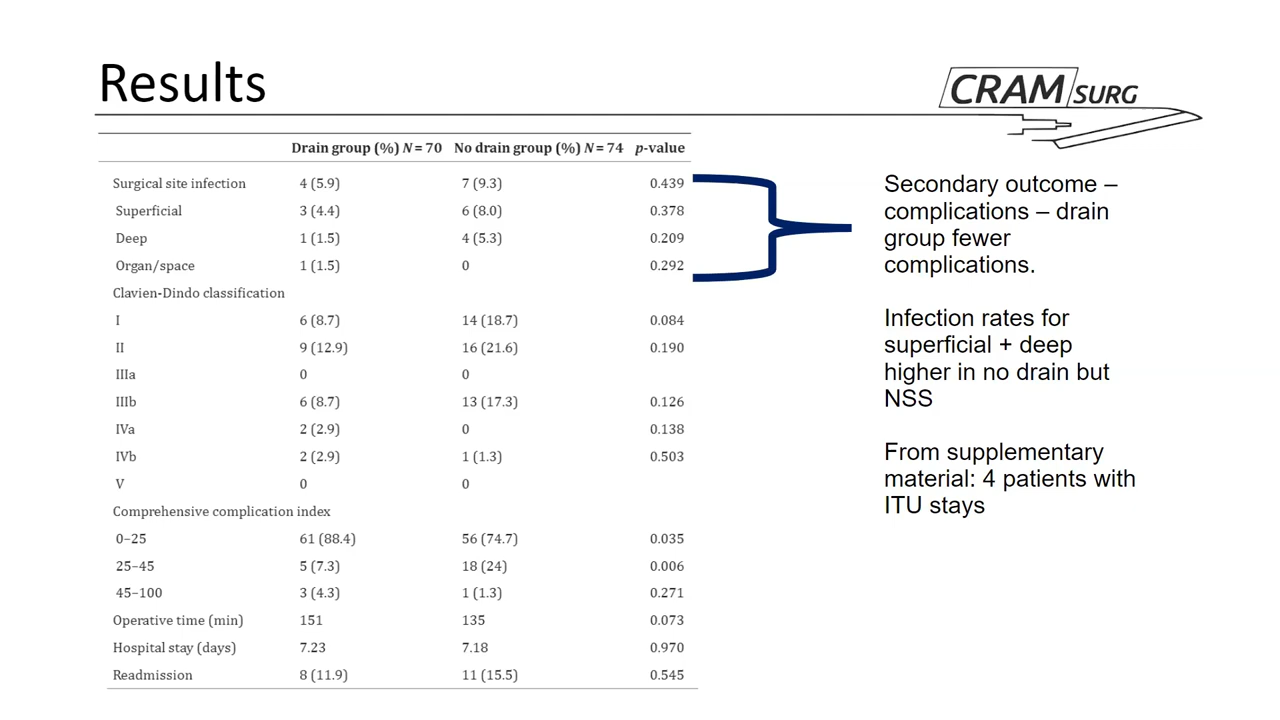 Results
CRAM SURG
Drain group (%) N = 70 No drain group (%) N = 74 p-value
Surgical site infection 4 (5.9) 7 (9.3) 0.439
Superficial 3 (4.4) 6 (8.0) 0.378
Deep 1 (1.5) 4 (5.3) 0.209
Organ/space 1 (1.5) 0 0.292
Clavien-Dindo classification
I 6 (8.7) 14 (18.7) 0.084
II 9 (12.9) 16 (21.6) 0.190
IIIa 0 0
IIIb 6 (8.7) 13 (17.3) 0.126
IVa 2 (2.9) 0 0.138
IVb 2 (2.9) 1 (1.3) 0.503
V 0 0
Comprehensive complication index
0–25 61 (88.4) 56 (74.7) 0.035
25–45 5 (7.3) 18 (24) 0.006
45–100 3 (4.3) 1 (1.3) 0.271
Operative time (min) 151 135 0.073
Hospital stay (days) 7.23 7.18 0.970
Readmission 8 (11.9) 11 (15.5) 0.545
Secondary outcome –
complications – drain
group fewer
complications.
Infection rates for
superficial + deep
higher in no drain but
NSS
From supplementary
material: 4 patients with
ITU stays